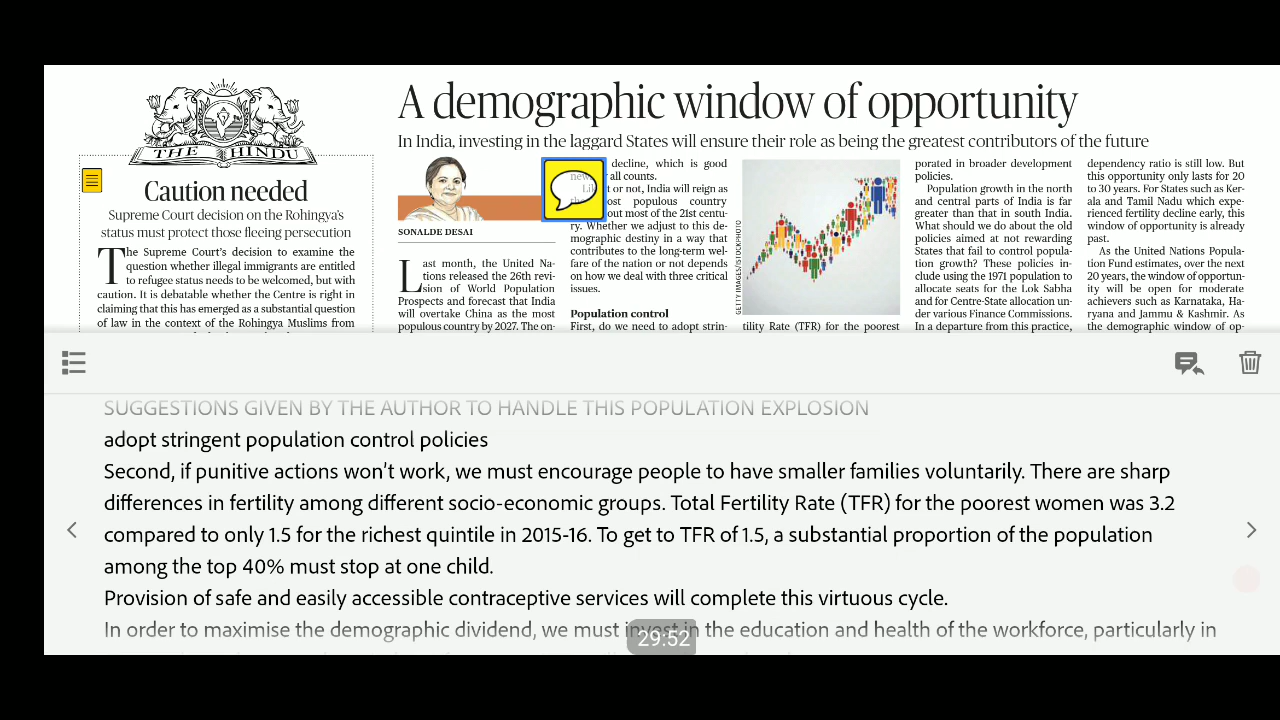 THE HINDU
Caution needed
Supreme Court decision on the Rohingya's
status must protect those fleeing persecution
The Supreme Court's decision to examine the
question whether illegal immigrants are entitled
to refugee status needs to be welcomed, but with
caution. It is debatable whether the Centre is right in
claiming that this has emerged as a substantial question
of law in the context of the Rohingya Muslims from
A demographic window of opportunity
In India, investing in the laggard States will ensure their role as being the greatest contributors of the future
SONALDE DESAI
Last month, the United Na-
tions released the 26th revi-
sion of World Population
Prospects and forecast that India
will overtake China as the most
populous country by 2027. The on-
decline, which is good
all counts.
t or not, India will reign as
populous country
out most of the 21st centu-
ry. Whether we adjust to this de-
mographic destiny in a way that
contributes to the long-term wel-
fare of the nation or not depends
on how we deal with three critical
issues.
Population control
First, do we need to adopt strin-
GETTY IMAGES/ISTOCKPHOTO
tility Rate (TFR) for the poorest
porated in broader development
policies.
Population growth in the north
and central parts of India is far
greater than that in south India.
What should we do about the old
policies aimed at not rewarding
States that fail to control popula-
tion growth? These policies in-
clude using the 1971 population to
allocate seats for the Lok Sabha
and for Centre-State allocation un-
der various Finance Commissions.
In a departure from this practice,
dependency ratio is still low. But
this opportunity only lasts for 20
to 30 years. For States such as Ker-
ala and Tamil Nadu which expe-
rienced fertility decline early, this
window of opportunity is already
past.
As the United Nations Popula-
tion Fund estimates, over the next
20 years, the window of opportun-
ity will be open for moderate
achievers such as Karnataka, Ha-
ryana and Jammu & Kashmir. As
the demographic window of op-
SUGGESTIONS GIVEN BY THE AUTHOR TO HANDLE THIS POPULATION EXPLOSION
adopt stringent population control policies
Second, if punitive actions won't work, we must encourage people to have smaller families voluntarily. There are sharp
differences in fertility among different socio-economic groups. Total Fertility Rate (TFR) for the poorest women was 3.2
compared to only 1.5 for the richest quintile in 2015-16. To get to TFR of 1.5, a substantial proportion of the population
among the top 40% must stop at one child.
Provision of safe and easily accessible contraceptive services will complete this virtuous cycle.
In order to maximise the demographic dividend, we must invest in the education and health of the workforce, particularly in
29:52